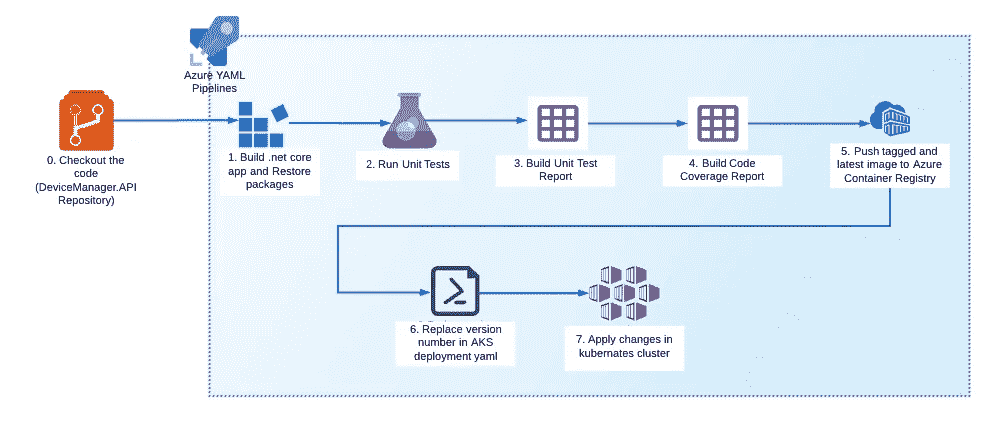 Azure YAML
Pipelines
0. Checkout the
code
(DeviceManager.API
Repository)
1. Build .net core
app and Restore
packages
2. Run Unit Tests
3. Build Unit Test
Report
4. Build Code
Coverage Report
5. Push tagged and
latest image to Azure
Container Registry
6. Replace version
number in AKS
deployment yaml
7. Apply changes in
kubernates cluster